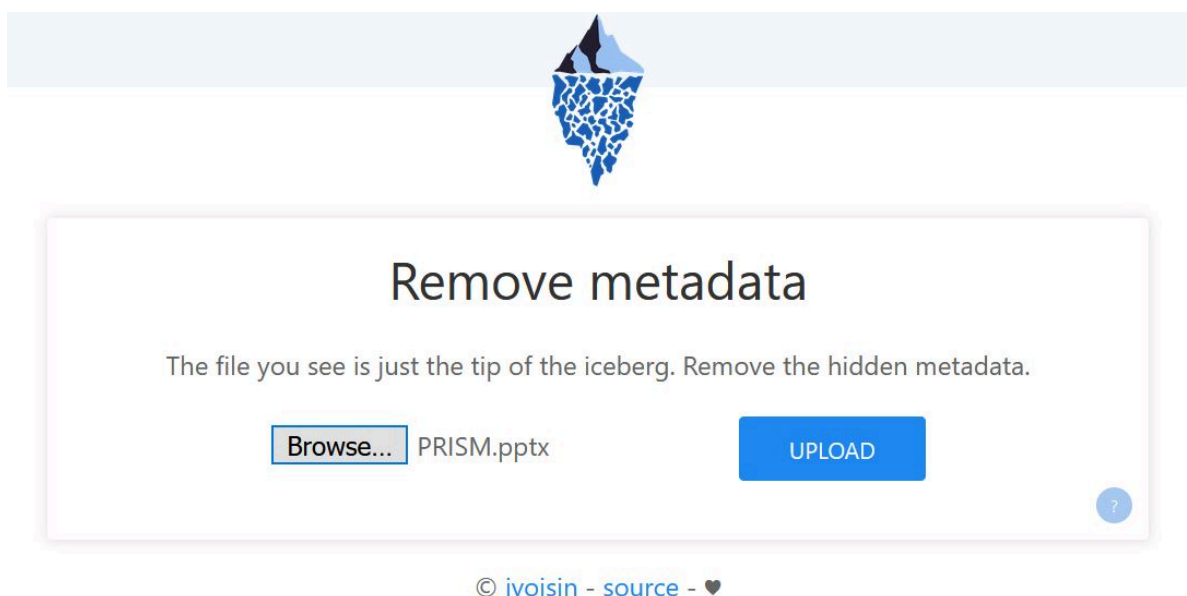 Remove metadata
The file you see is just the tip of the iceberg. Remove the hidden metadata.
Browse... PRISM.pptx UPLOAD
?
© jvoisin - source - ♥